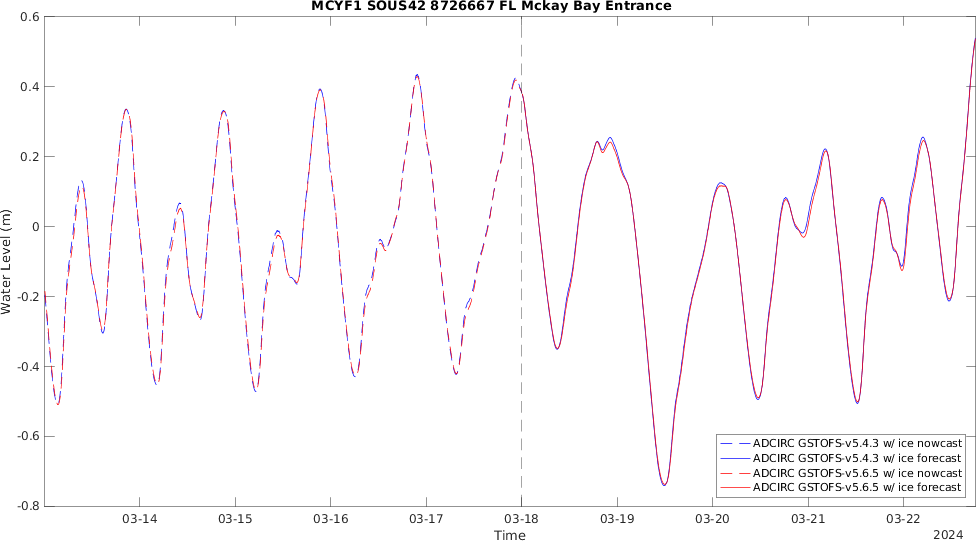 MCYF1 SOUS42 8726667 FL Mckay Bay Entrance
0.6
0.4
0.2
0
-0.2
-0.4
-0.6
-0.8
Water Level (m)
ADCIRC GSTOFS-v5.4.3 w/ ice nowcast
ADCIRC GSTOFS-v5.4.3 w/ ice forecast
ADCIRC GSTOFS-v5.6.5 w/ ice nowcast
ADCIRC GSTOFS-v5.6.5 w/ ice forecast
03-14 03-15 03-16 03-17 03-18 03-19 03-20 03-21 03-22
Time
2024